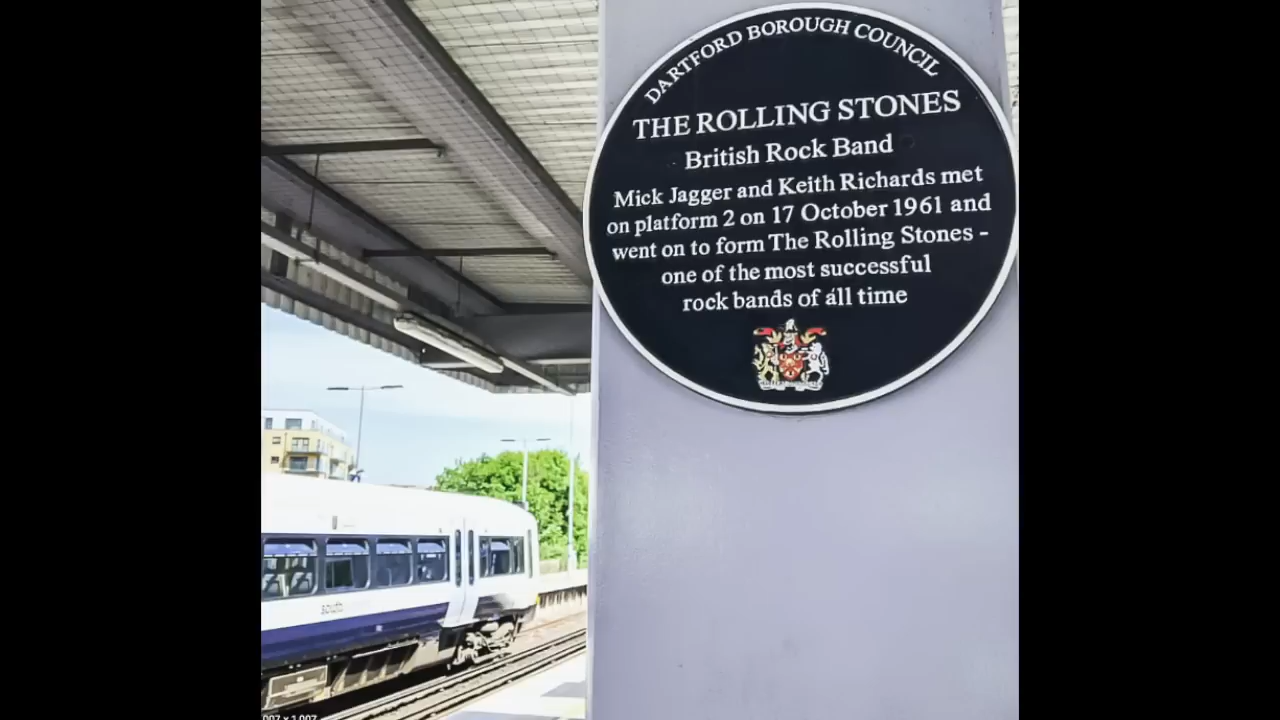 DARTFORD BOROUGH COUNCIL
THE ROLLING STONES
British Rock Band
Mick Jagger and Keith Richards met
on platform 2 on 17 October 1961 and
went on to form The Rolling Stones -
one of the most successful
rock bands of all time
south